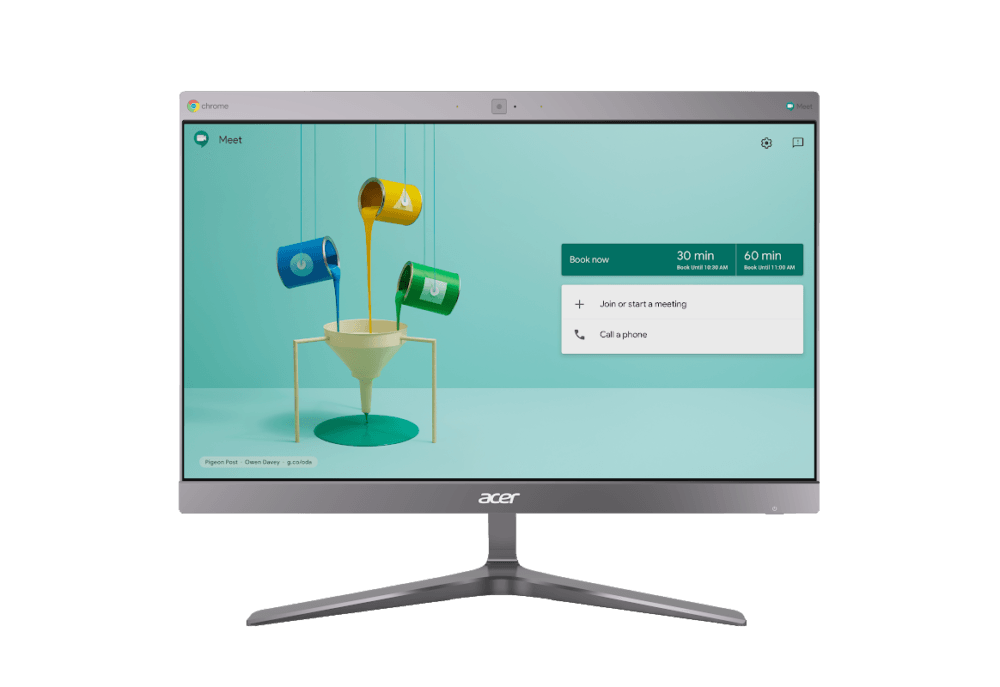 chrome
Meet
Meet
Book now
30 min
Book Until 10:30 AM
60 min
Book Until 11:00 AM
Join or start a meeting
Call a phone
Pigeon Post · Owen Davey · g.co/ode
acer